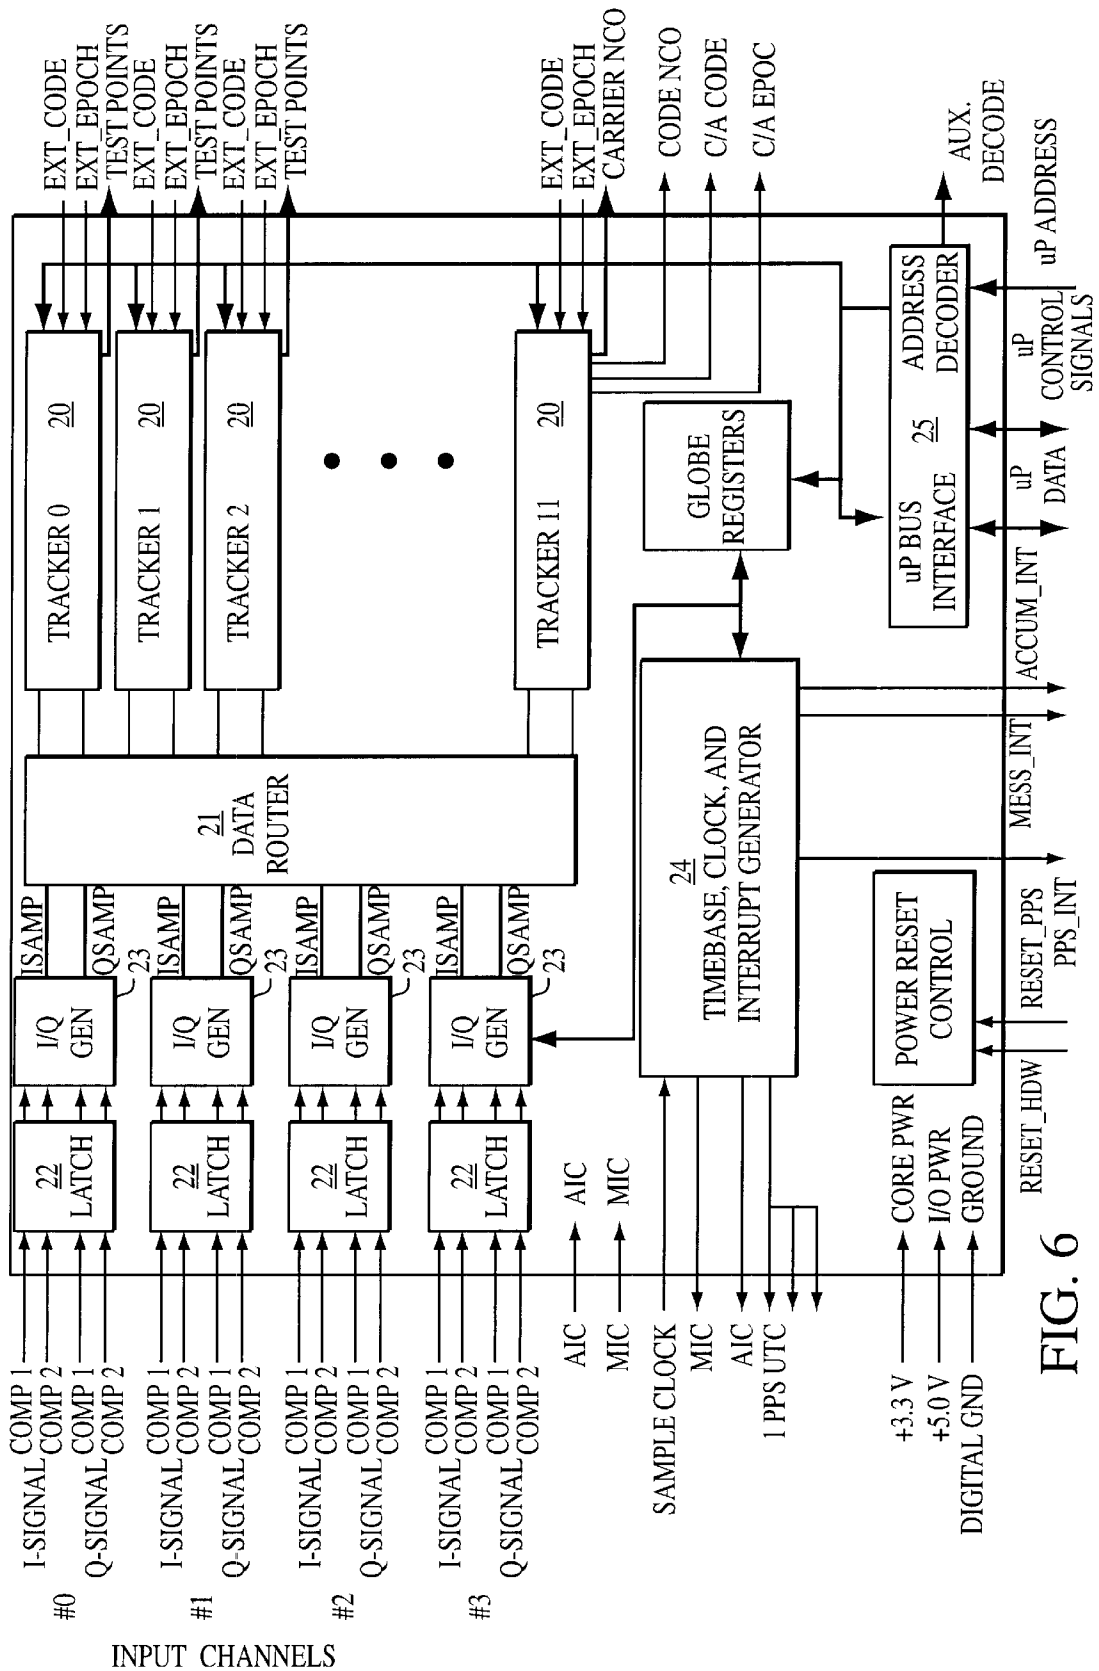 INPUT CHANNELS
#0
I-SIGNAL COMP 1
COMP 2
Q-SIGNAL COMP 1
COMP 2
22
LATCH
I/Q
GEN
23
ISAMP
QSAMP
#1
I-SIGNAL COMP 1
COMP 2
Q-SIGNAL COMP 1
COMP 2
22
LATCH
I/Q
GEN
23
ISAMP
QSAMP
#2
I-SIGNAL COMP 1
COMP 2
Q-SIGNAL COMP 1
COMP 2
22
LATCH
I/Q
GEN
23
ISAMP
QSAMP
#3
I-SIGNAL COMP 1
COMP 2
Q-SIGNAL COMP 1
COMP 2
22
LATCH
I/Q
GEN
23
ISAMP
QSAMP
21
DATA
ROUTER
TRACKER 0 20
EXT_CODE
EXT_EPOCH
TEST POINTS
TRACKER 1 20
EXT_CODE
EXT_EPOCH
TEST POINTS
TRACKER 2 20
EXT_CODE
EXT_EPOCH
TEST POINTS
TRACKER 11 20
EXT_CODE
EXT_EPOCH
CARRIER NCO
CODE NCO
C/A CODE
C/A EPOC
AIC AIC
MIC MIC
SAMPLE CLOCK
MIC
AIC
1 PPS UTC
24
TIMEBASE, CLOCK, AND
INTERRUPT GENERATOR
GLOBE
REGISTERS
uP BUS
INTERFACE
25
ADDRESS
DECODER
AUX.
DECODE
+3.3 V CORE PWR
+5.0 V I/O PWR
DIGITAL GND GROUND
POWER RESET
CONTROL
RESET_HDW
RESET_PPS
PPS_INT
MESS_INT
ACCUM_INT
uP
DATA
uP
CONTROL
SIGNALS
uP ADDRESS
FIG. 6